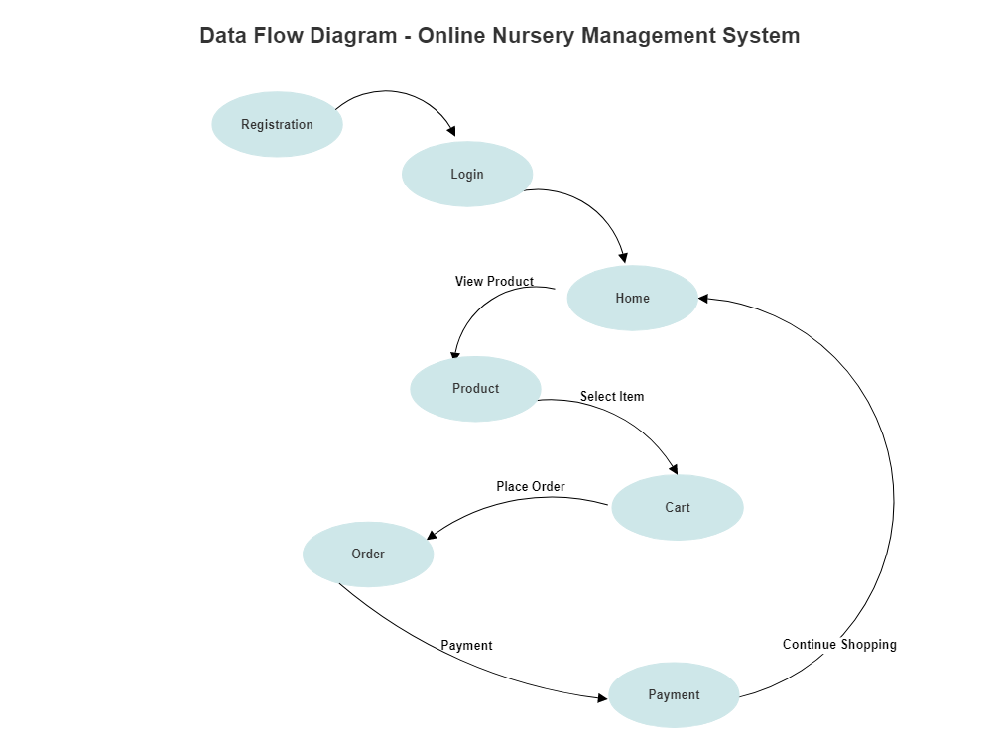 Data Flow Diagram - Online Nursery Management System
Registration
Login
View Product
Home
Product
Select Item
Place Order
Cart
Order
Payment
Continue Shopping
Payment